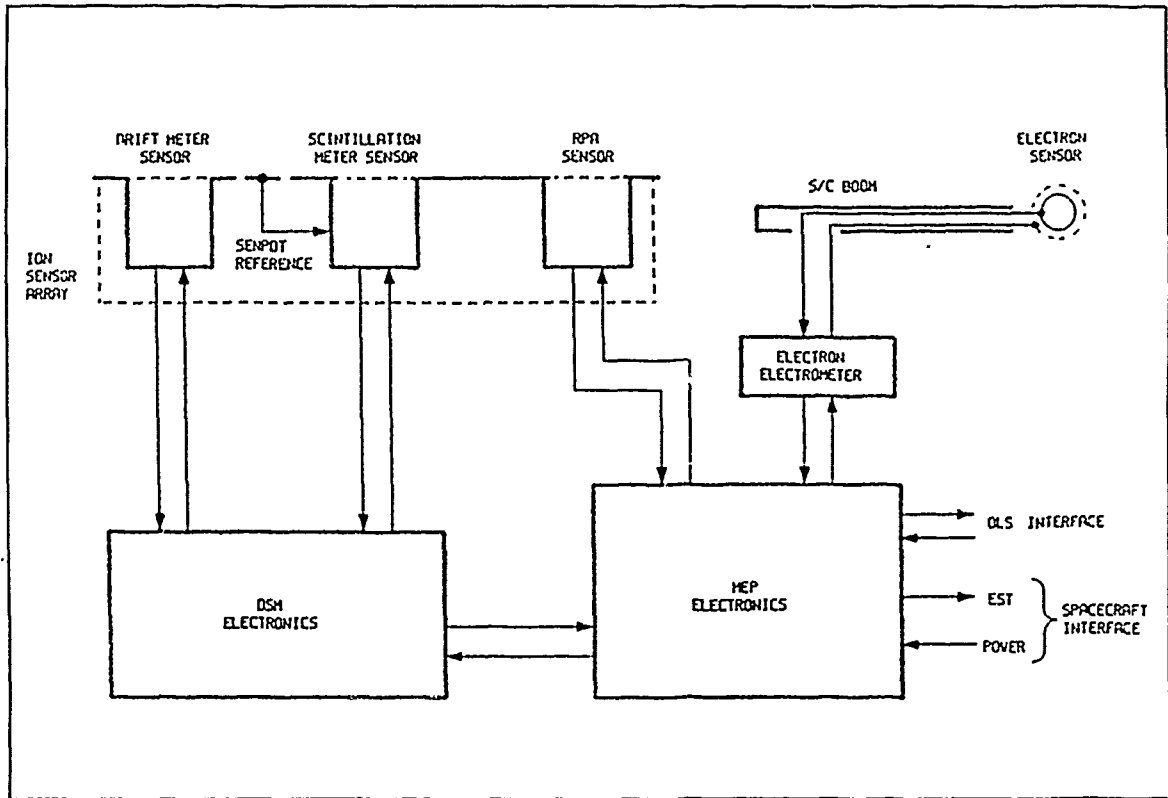 DRIFT METER
SENSOR
SCINTILLATION
METER SENSOR
RPA
SENSOR
ELECTRON
SENSOR
S/C BOOM
SENPOT
REFERENCE
ION
SENSOR
ARRAY
ELECTRON
ELECTROMETER
OLS INTERFACE
DSM
ELECTRONICS
MEP
ELECTRONICS
EST
SPACECRAFT
INTERFACE
POWER